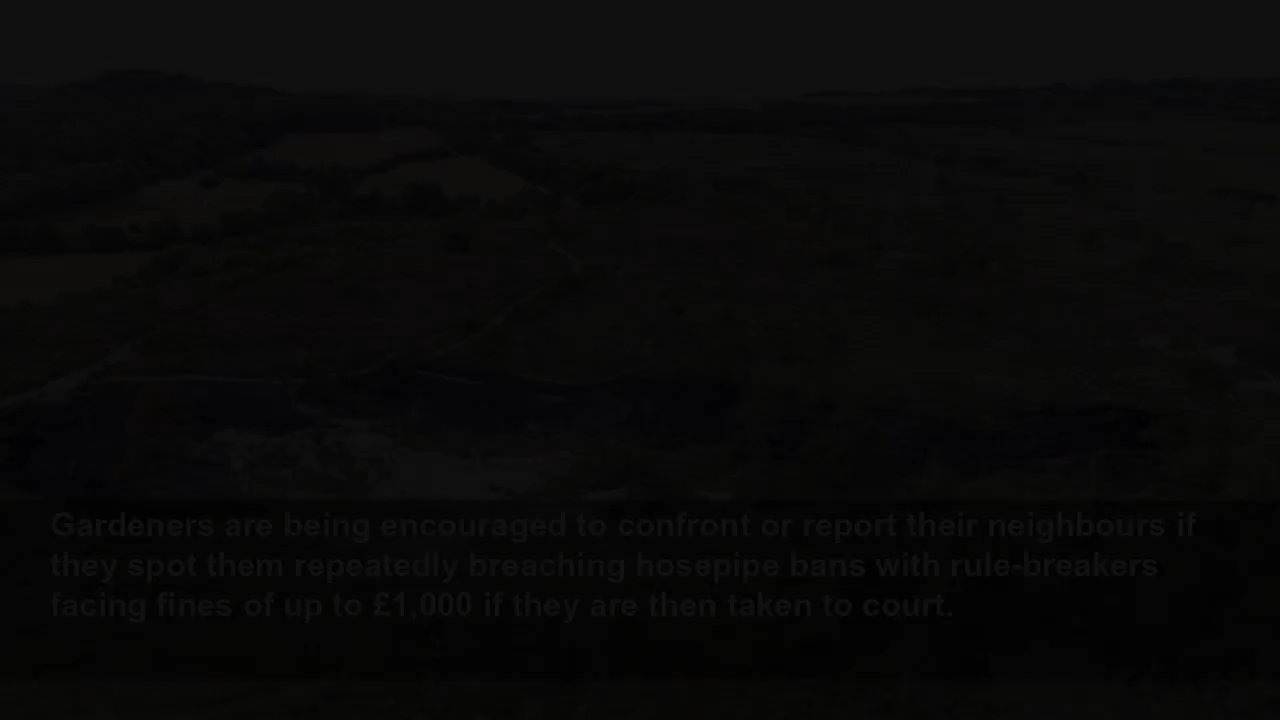 Gardeners are being encouraged to confront or report their neighbours if
they spot them repeatedly breaching hosepipe bans with rule-breakers
facing fines of up to £1,000 if they are then taken to court.